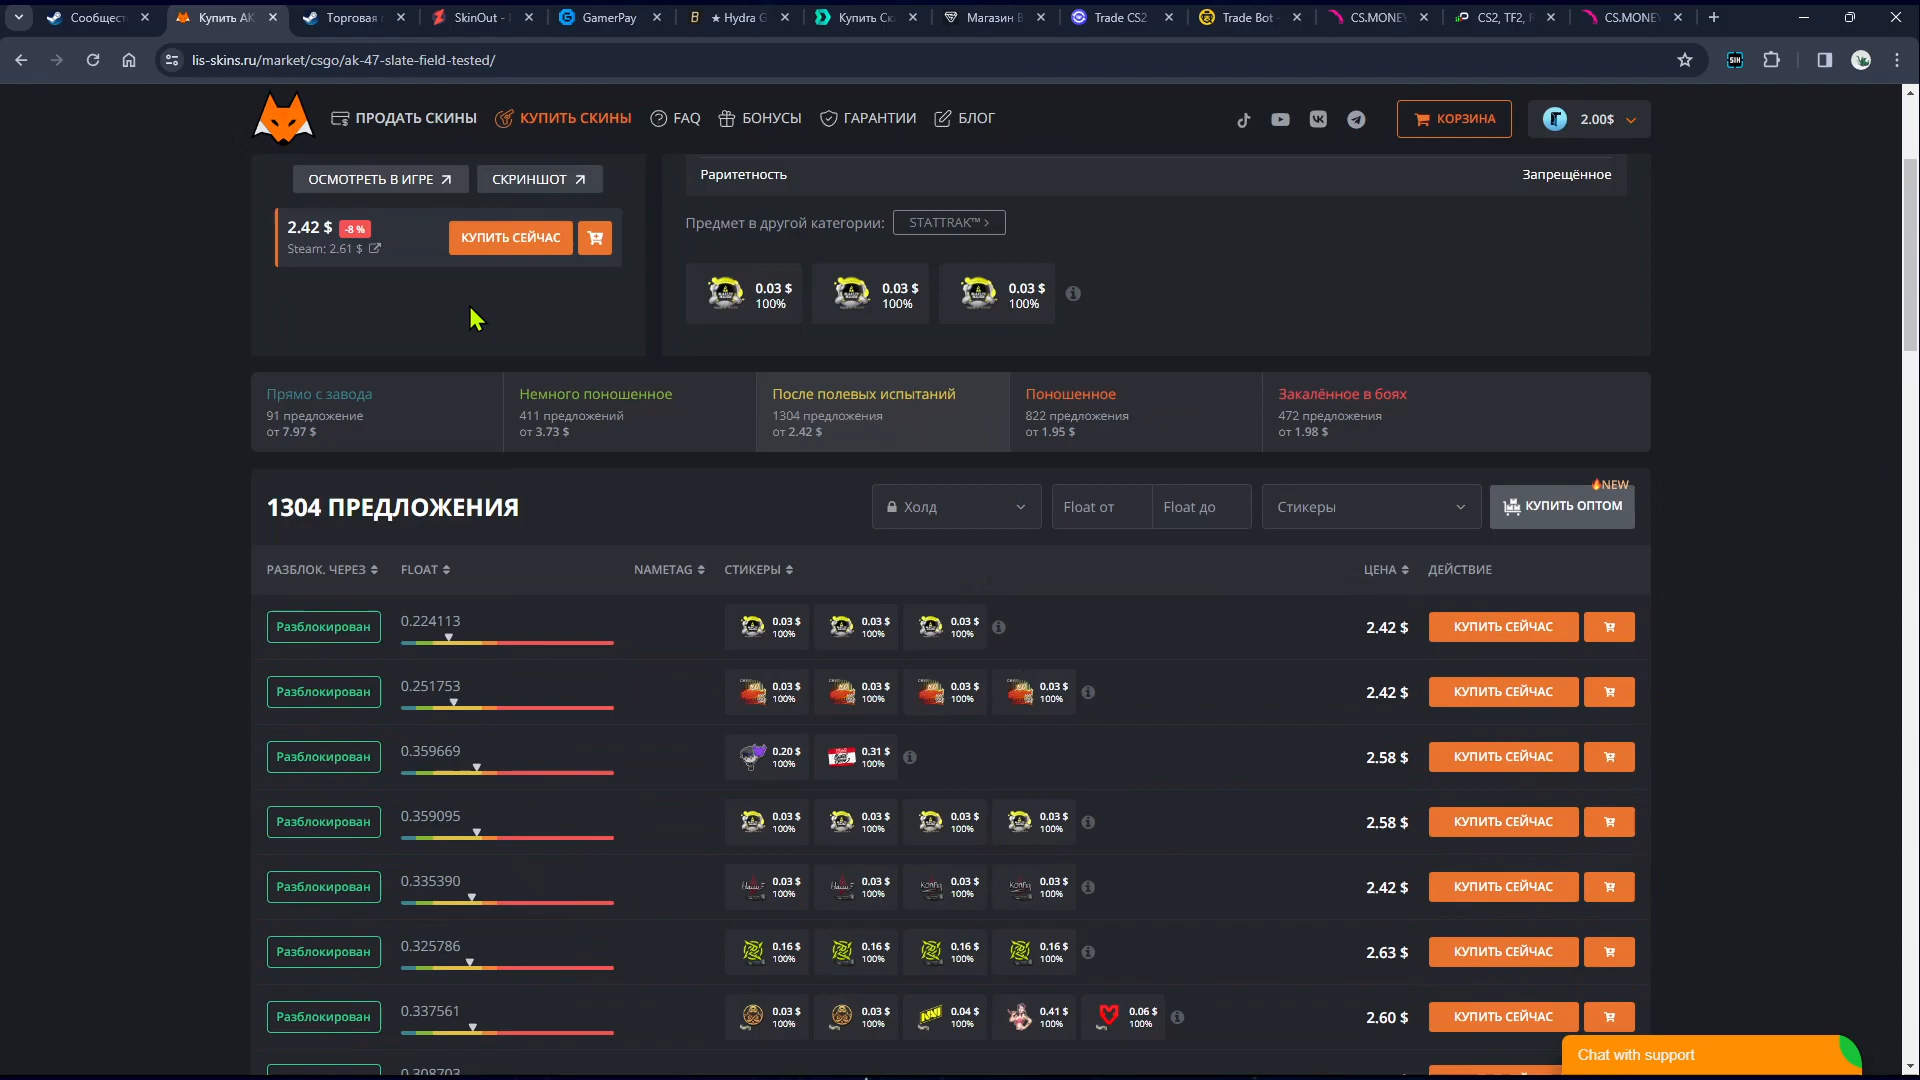 Сообщест
Купить АК
Торговая
SkinOut -
GamerPay
★ Hydra G
Купить Ск
Магазин В
Trade CS2
Trade Bot
CS.MONEY
CS2, TF2,
CS.MONEY
lis-skins.ru/market/csgo/ak-47-slate-field-tested/
SIH
ПРОДАТЬ СКИНЫ
КУПИТЬ СКИНЫ
FAQ
БОНУСЫ
ГАРАНТИИ
БЛОГ
КОРЗИНА
2.00$
ОСМОТРЕТЬ В ИГРЕ
СКРИНШОТ
Раритетность
Запрещённое
2.42 $ -8 %
Steam: 2.61 $
КУПИТЬ СЕЙЧАС
Предмет в другой категории:
STATTRAK™ ›
0.03 $ 0.03 $ 0.03 $
100% 100% 100%
Прямо с завода
91 предложение
от 7.97 $
Немного поношенное
411 предложений
от 3.73 $
После полевых испытаний
1304 предложения
от 2.42 $
Поношенное
822 предложения
от 1.95 $
Закалённое в боях
472 предложения
от 1.98 $
1304 ПРЕДЛОЖЕНИЯ
Холд
Float от
Float до
Стикеры
NEW
КУПИТЬ ОПТОМ
РАЗБЛОК. ЧЕРЕЗ FLOAT NAMETAG СТИКЕРЫ ЦЕНА ДЕЙСТВИЕ
Разблокирован 0.224113 0.03 $ 0.03 $ 0.03 $ 2.42 $ КУПИТЬ СЕЙЧАС
100% 100% 100%
Разблокирован 0.251753 0.03 $ 0.03 $ 0.03 $ 0.03 $ 2.42 $ КУПИТЬ СЕЙЧАС
100% 100% 100% 100%
Разблокирован 0.359669 0.20 $ 0.31 $ 2.58 $ КУПИТЬ СЕЙЧАС
100% 100%
Разблокирован 0.359095 0.03 $ 0.03 $ 0.03 $ 0.03 $ 2.58 $ КУПИТЬ СЕЙЧАС
100% 100% 100% 100%
Разблокирован 0.335390 0.03 $ 0.03 $ 0.03 $ 0.03 $ 2.42 $ КУПИТЬ СЕЙЧАС
100% 100% 100% 100%
Разблокирован 0.325786 0.16 $ 0.16 $ 0.16 $ 0.16 $ 2.63 $ КУПИТЬ СЕЙЧАС
100% 100% 100% 100%
Разблокирован 0.337561 0.03 $ 0.03 $ 0.04 $ 0.41 $ 0.06 $ 2.60 $ КУПИТЬ СЕЙЧАС
100% 100% 100% 100% 100%
0.308703
Chat with support